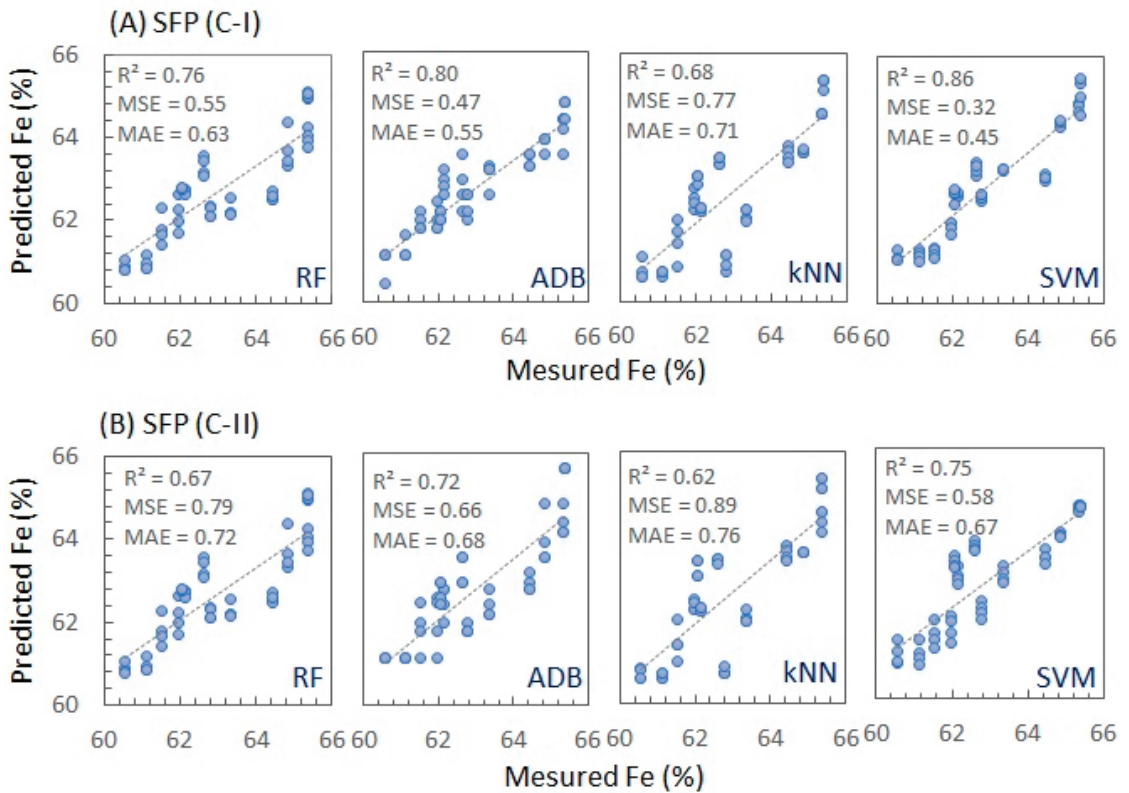 (A) SFP (C-I)
Predicted Fe (%)
66
64
62
60
R² = 0.76
MSE = 0.55
MAE = 0.63
RF
R² = 0.80
MSE = 0.47
MAE = 0.55
ADB
R² = 0.68
MSE = 0.77
MAE = 0.71
kNN
R² = 0.86
MSE = 0.32
MAE = 0.45
SVM
60 62 64 66 60 62 64 66 60 62 64 66 60 62 64 66
Mesured Fe (%)
(B) SFP (C-II)
Predicted Fe (%)
66
64
62
60
R² = 0.67
MSE = 0.79
MAE = 0.72
RF
R² = 0.72
MSE = 0.66
MAE = 0.68
ADB
R² = 0.62
MSE = 0.89
MAE = 0.76
kNN
R² = 0.75
MSE = 0.58
MAE = 0.67
SVM
60 62 64 66 60 62 64 66 60 62 64 66 60 62 64 66
Mesured Fe (%)